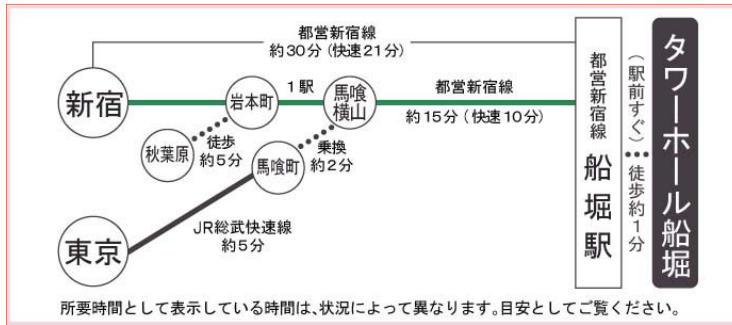 都営新宿線
約30分（快速21分）
新宿
岩本町
1駅
馬喰
横山
都営新宿線
約15分（快速10分）
秋葉原
徒歩
約5分
馬喰町
乗換
約2分
東京
JR総武快速線
約5分
都営新宿線 船堀駅
（駅前すぐ）
徒歩約1分
タワーホール船堀
所要時間として表示している時間は、状況によって異なります。目安としてご覧ください。